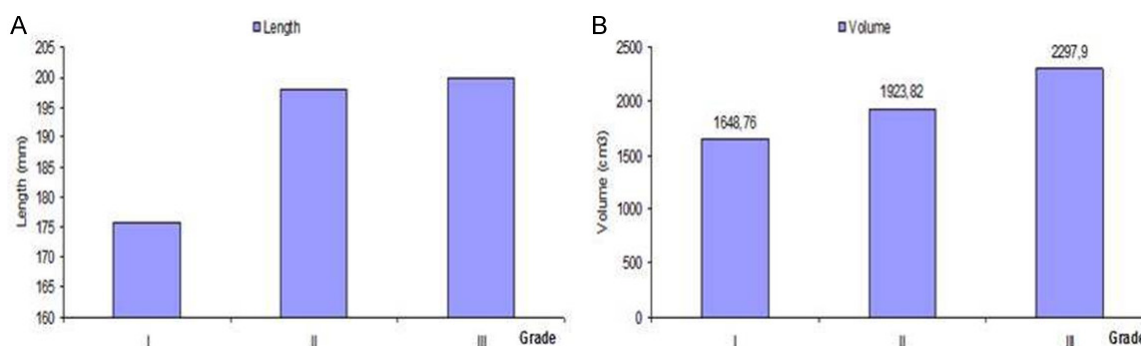 A
Length
205
200
195
190
185
180
175
170
165
160
Length (mm)
I
II
III
Grade
B
Volume
2500
2000
1500
1000
500
0
Volume (cm3)
1648,76
1923,82
2297,9
I
II
III
Grade